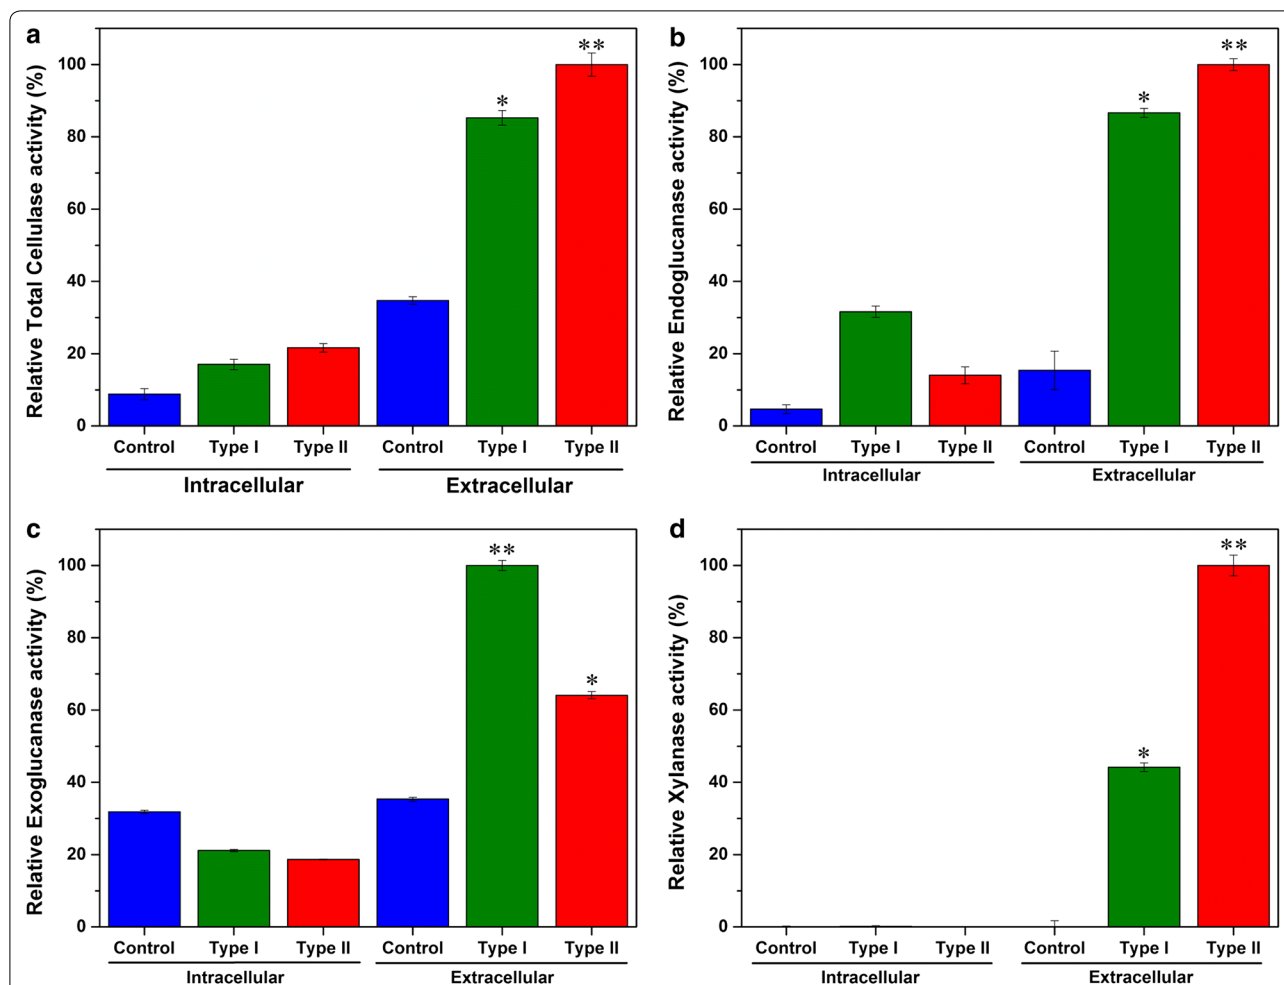 a
Relative Total Cellulase activity (%)
100
80
60
40
20
0
*
**
Control Type I Type II Control Type I Type II
Intracellular Extracellular
b
Relative Endoglucanase activity (%)
100
80
60
40
20
0
*
**
Control Type I Type II Control Type I Type II
Intracellular Extracellular
c
Relative Exoglucanase activity (%)
100
80
60
40
20
0
**
*
Control Type I Type II Control Type I Type II
Intracellular Extracellular
d
Relative Xylanase activity (%)
100
80
60
40
20
0
*
**
Control Type I Type II Control Type I Type II
Intracellular Extracellular